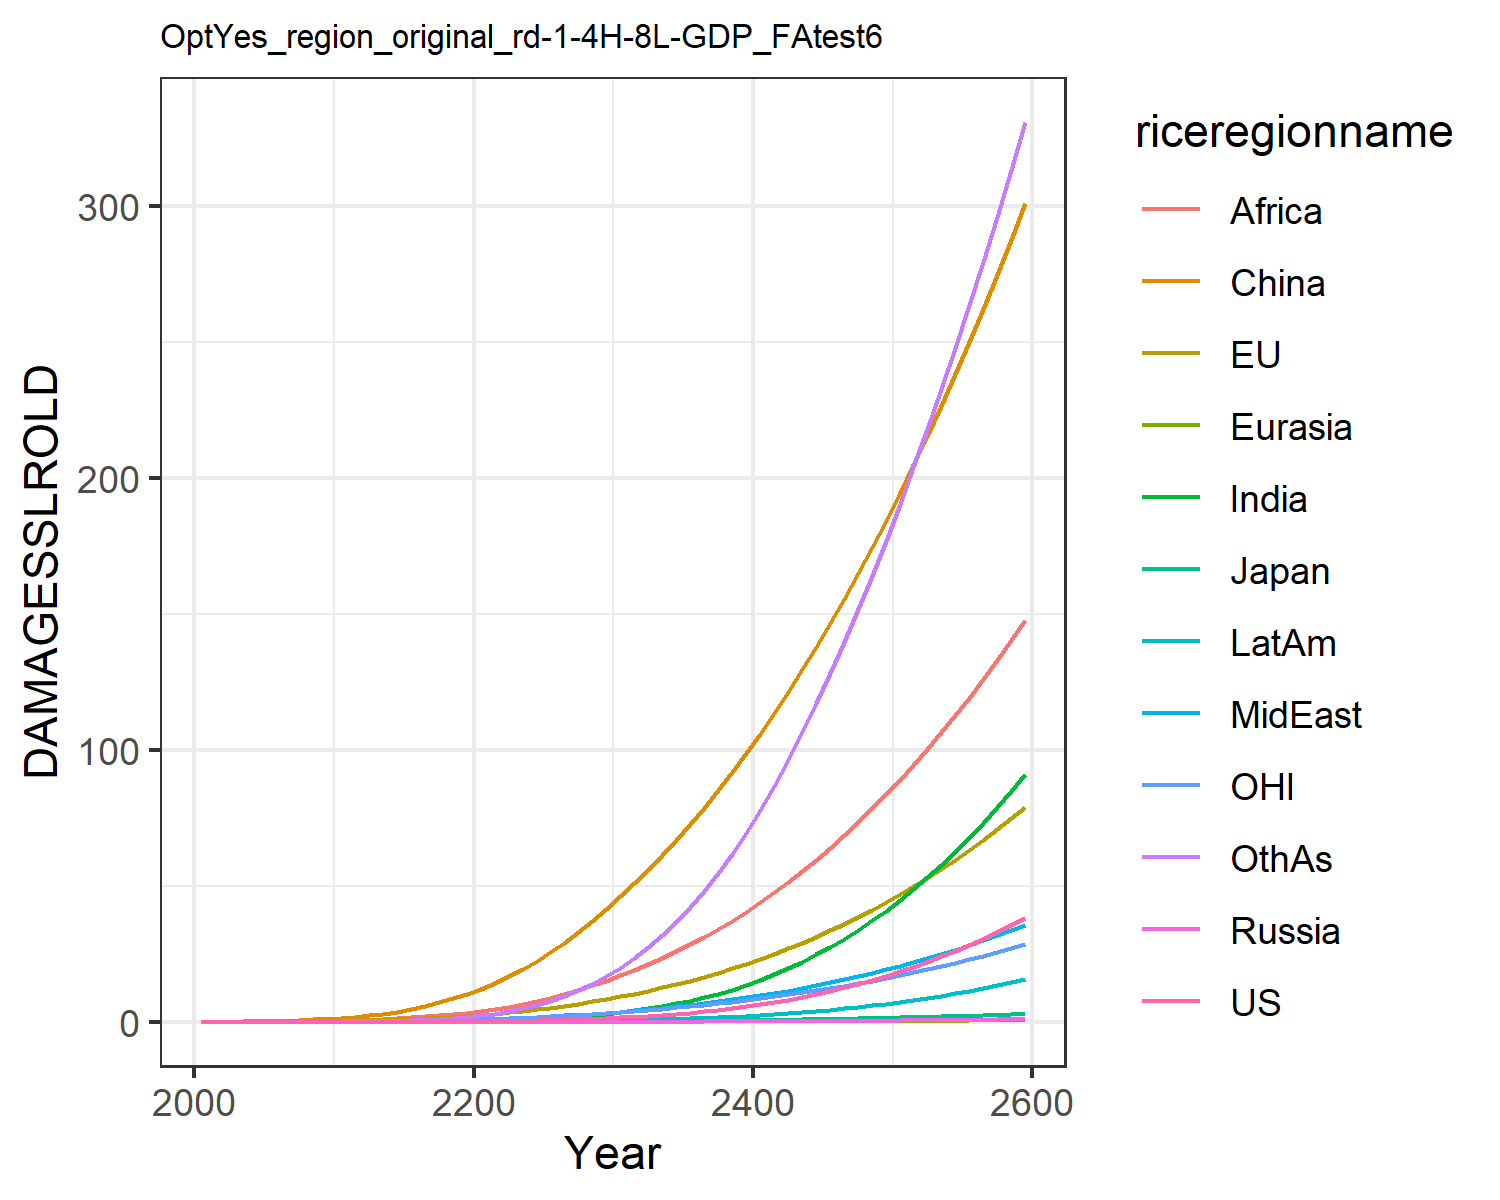 OptYes_region_original_rd-1-4H-8L-GDP_FAtest6
DAMAGESSLROLD
300
200
100
0
2000 2200 2400 2600
Year
riceregionname
Africa
China
EU
Eurasia
India
Japan
LatAm
MidEast
OHI
OthAs
Russia
US